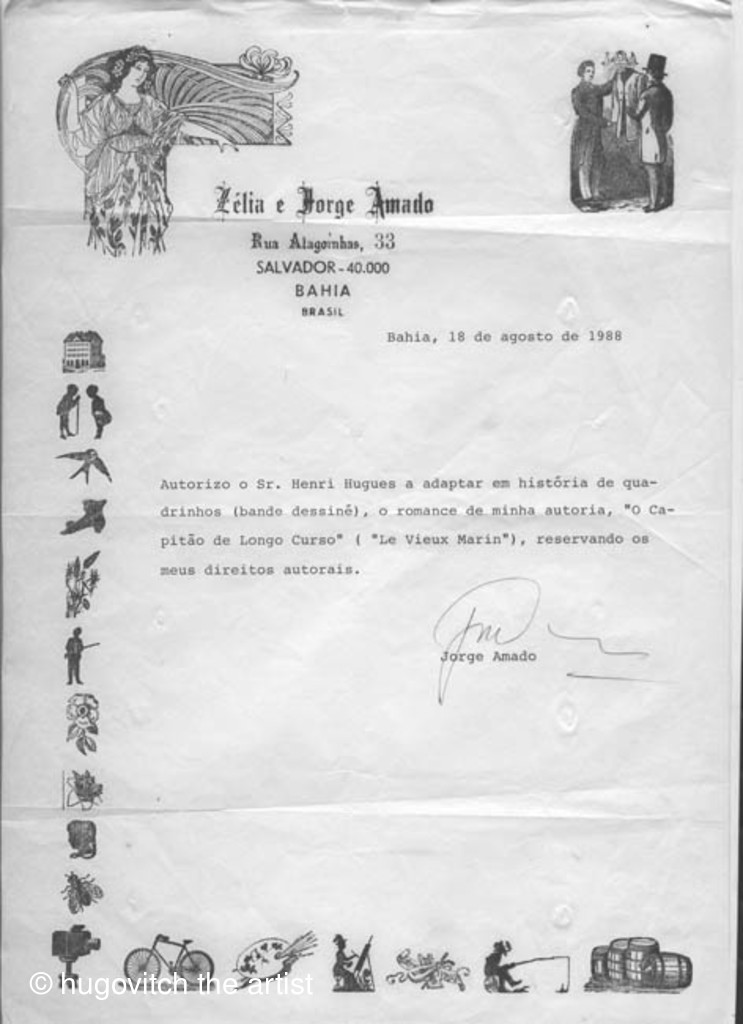 Zélia e Jorge Amado
Rua Alagoinhas, 33
SALVADOR - 40.000
BAHIA
BRASIL
Bahia, 18 de agosto de 1988
Autorizo o Sr. Henri Hugues a adaptar em história de qua-
drinhos (bande dessiné), o romance de minha autoria, "O Ca-
pitão de Longo Curso" ( "Le Vieux Marin"), reservando os
meus direitos autorais.
Jorge Amado
© hugovitch the artist